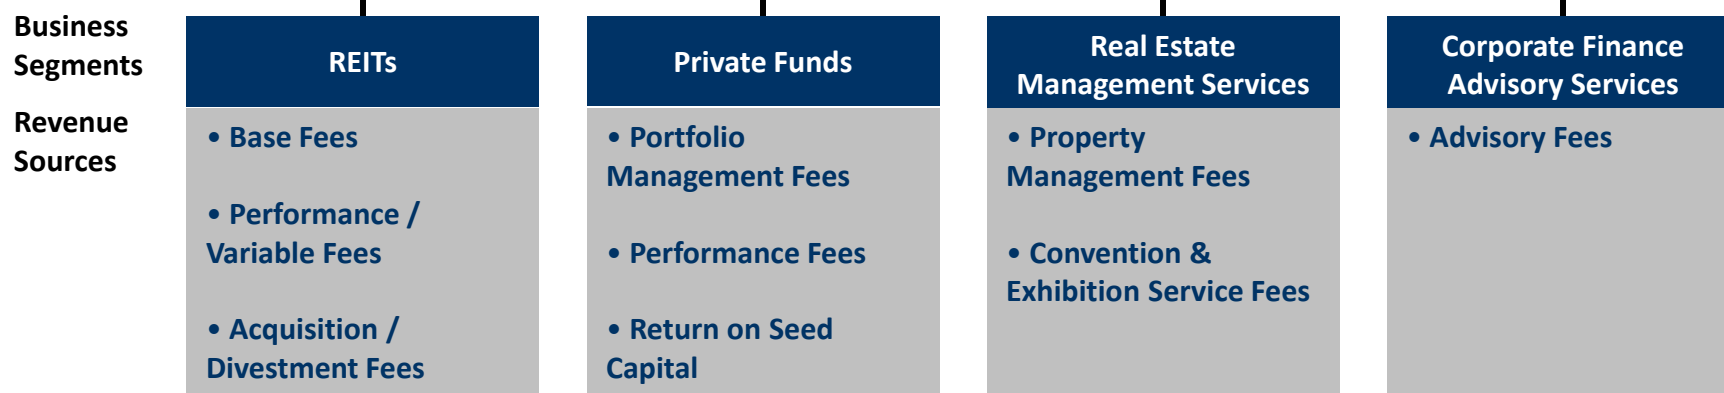 Business
Segments
REITs
Private Funds
Real Estate
Management Services
Corporate Finance
Advisory Services
Revenue
Sources
• Base Fees
• Performance /
Variable Fees
• Acquisition /
Divestment Fees
• Portfolio
Management Fees
• Performance Fees
• Return on Seed
Capital
• Property
Management Fees
• Convention &
Exhibition Service Fees
• Advisory Fees